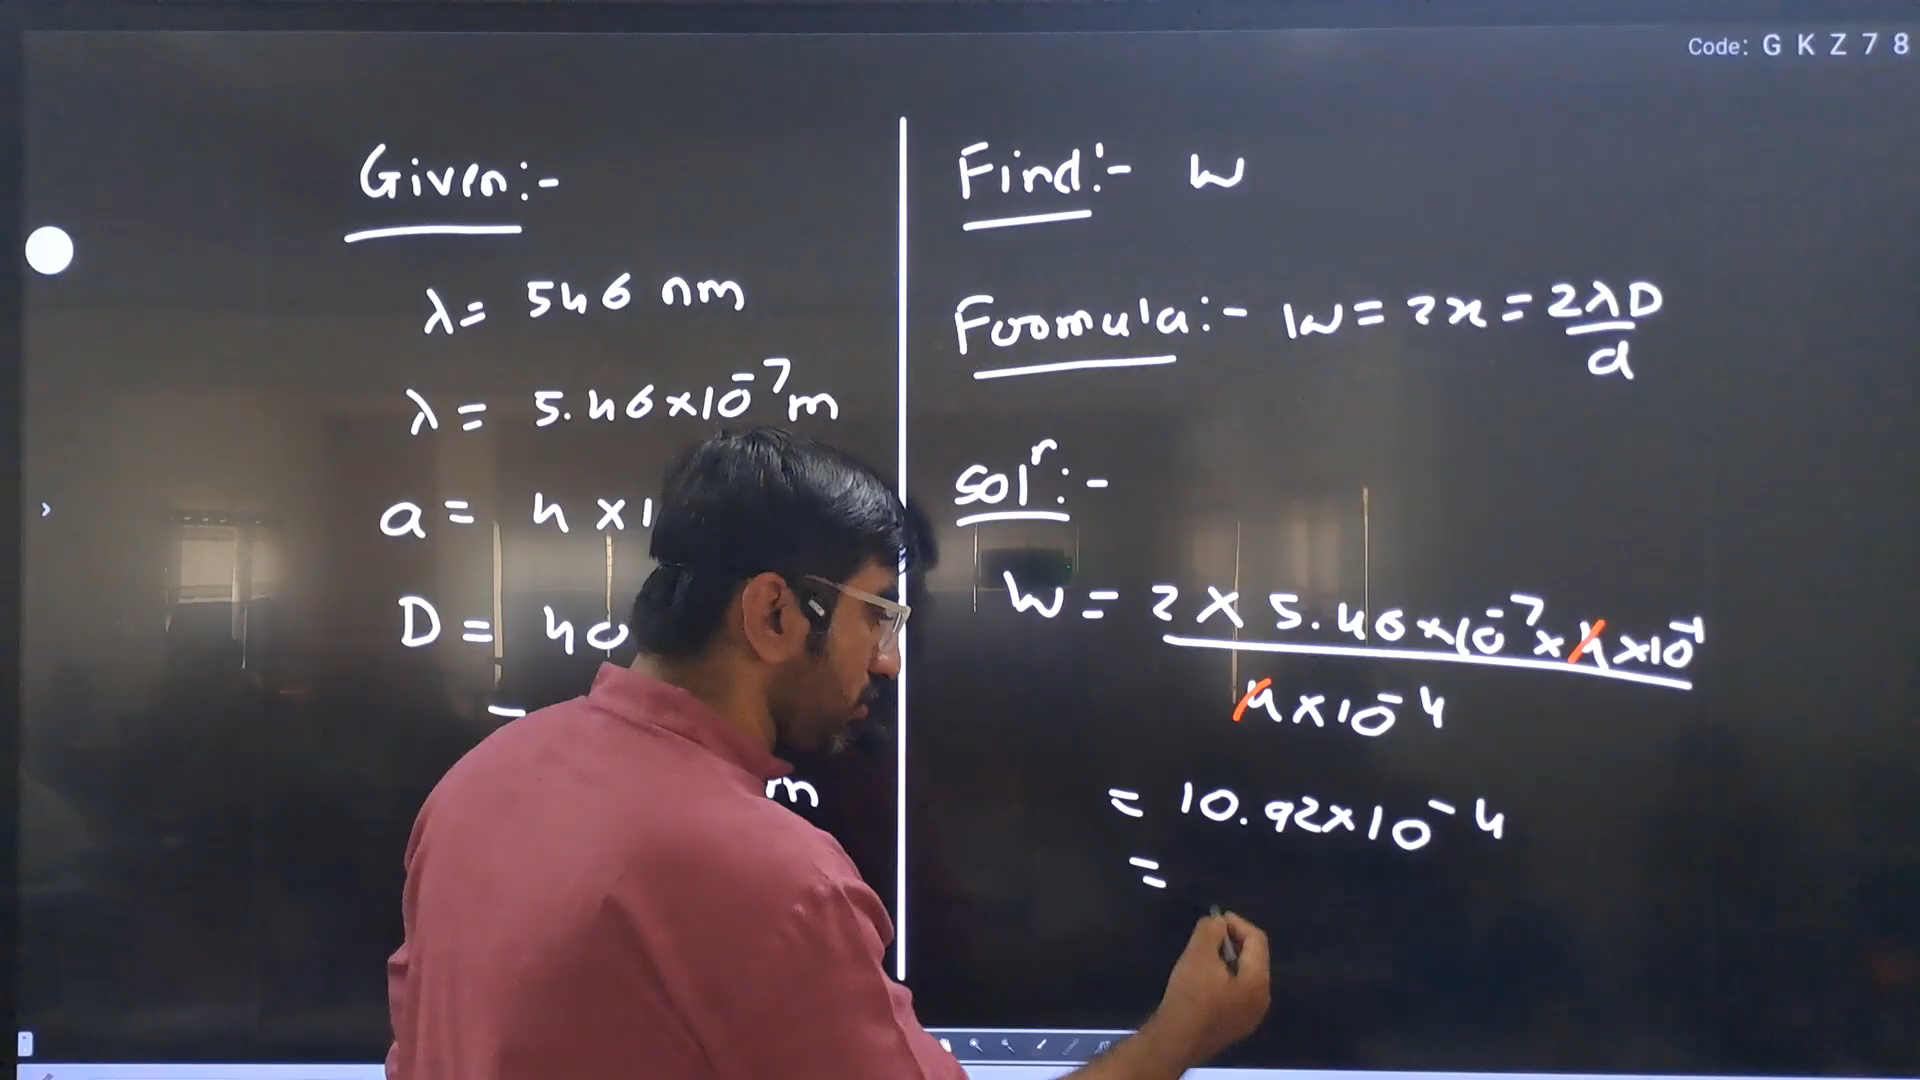 Code: G K Z 7 8
Given:-
λ = 546 nm
λ = 5.46×10⁻⁷m
a = 4 ×1
D = 40
=
m
Find:- W
Formula:- W = 2x = 2λD/a
Solⁿ:-
W = 2 × 5.46×10⁻⁷×4×10⁻¹
4×10⁻⁴
= 10.92×10⁻⁴
=